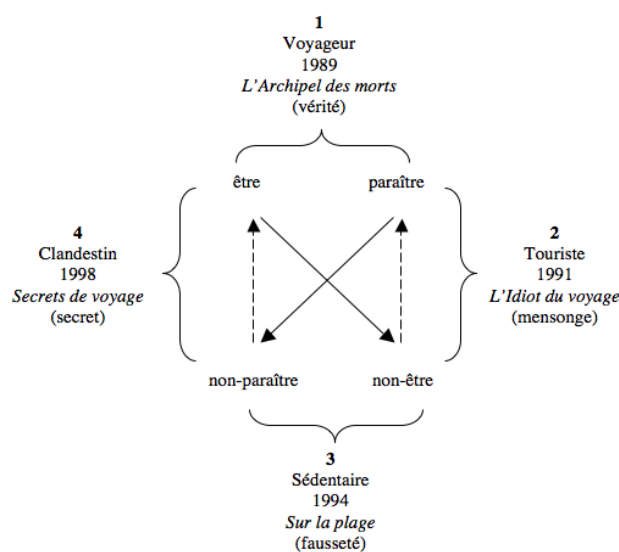 1
Voyageur
1989
L'Archipel des morts
(vérité)
être
paraître
4
Clandestin
1998
Secrets de voyage
(secret)
2
Touriste
1991
L'Idiot du voyage
(mensonge)
non-paraître
non-être
3
Sédentaire
1994
Sur la plage
(fausseté)